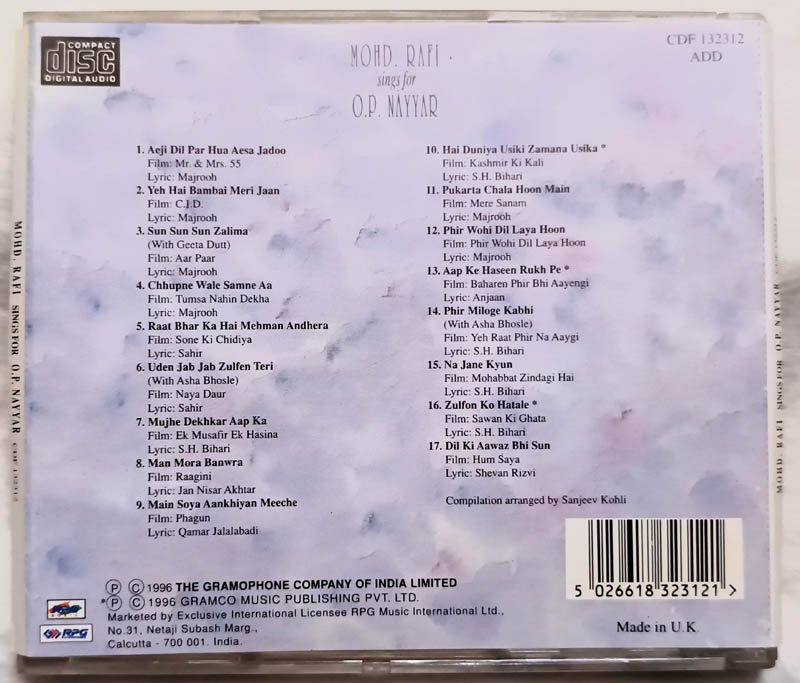 COMPACT
disc
DIGITAL AUDIO
MOHD. RAFI
sings for
O.P. NAYYAR
CDF 132312
ADD
1. Aeji Dil Par Hua Aesa Jadoo
Film: Mr. & Mrs. 55
Lyric: Majrooh
2. Yeh Hai Bambai Meri Jaan
Film: C.I.D.
Lyric: Majrooh
3. Sun Sun Sun Zalima
(With Geeta Dutt)
Film: Aar Paar
Lyric: Majrooh
4. Chhupne Wale Samne Aa
Film: Tumsa Nahin Dekha
Lyric: Majrooh
5. Raat Bhar Ka Hai Mehman Andhera
Film: Sone Ki Chidiya
Lyric: Sahir
6. Uden Jab Jab Zulfen Teri
(With Asha Bhosle)
Film: Naya Daur
Lyric: Sahir
7. Mujhe Dekhkar Aap Ka
Film: Ek Musafir Ek Hasina
Lyric: S.H. Bihari
8. Man Mora Banwra
Film: Raagini
Lyric: Jan Nisar Akhtar
9. Main Soya Aankhiyan Meeche
Film: Phagun
Lyric: Qamar Jalalabadi
10. Hai Duniya Usiki Zamana Usika *
Film: Kashmir Ki Kali
Lyric: S.H. Bihari
11. Pukarta Chala Hoon Main
Film: Mere Sanam
Lyric: Majrooh
12. Phir Wohi Dil Laya Hoon
Film: Phir Wohi Dil Laya Hoon
Lyric: Majrooh
13. Aap Ke Haseen Rukh Pe *
Film: Baharen Phir Bhi Aayengi
Lyric: Anjaan
14. Phir Miloge Kabhi
(With Asha Bhosle)
Film: Yeh Raat Phir Na Aaygi
Lyric: S.H. Bihari
15. Na Jane Kyun
Film: Mohabbat Zindagi Hai
Lyric: S.H. Bihari
16. Zulfon Ko Hatale *
Film: Sawan Ki Ghata
Lyric: S.H. Bihari
17. Dil Ki Aawaz Bhi Sun
Film: Hum Saya
Lyric: Shevan Rizvi
Compilation arranged by Sanjeev Kohli
Ⓟ Ⓒ 1996 THE GRAMOPHONE COMPANY OF INDIA LIMITED
*Ⓟ Ⓒ 1996 GRAMCO MUSIC PUBLISHING PVT. LTD.
Marketed by Exclusive International Licensee RPG Music International Ltd.,
No.31, Netaji Subash Marg.,
Calcutta - 700 001. India.
RPG
5 026618 323121 >
Made in U.K.
MOHD. RAFI SINGS FOR O.P. NAYYAR CDF 132312
MOHD. RAFI SINGS FOR O.P. NAYYAR